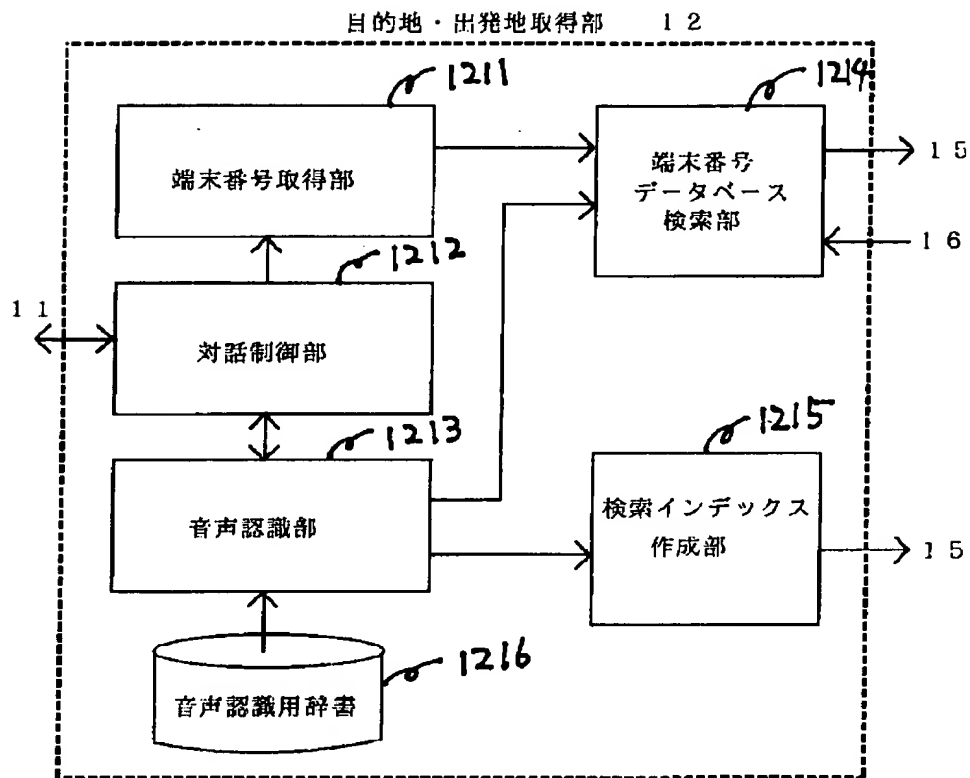 目的地・出発地取得部 12
1211
端末番号取得部
1214
端末番号
データベース
検索部
15
16
1212
11
対話制御部
1213
音声認識部
1215
検索インデックス
作成部
15
1216
音声認識用辞書